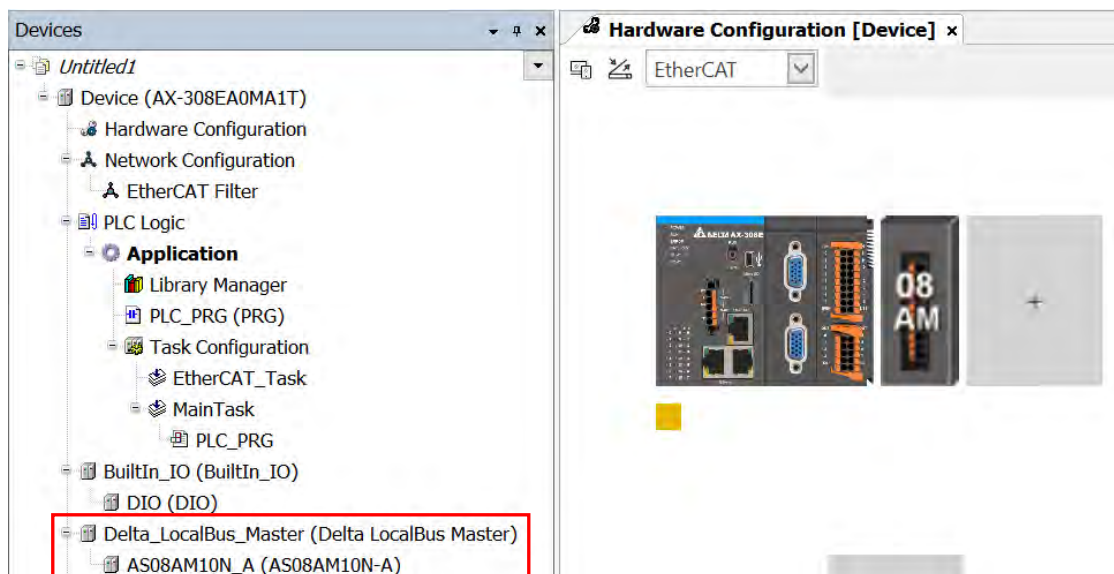 Devices
Untitled1
Device (AX-308EA0MA1T)
Hardware Configuration
Network Configuration
EtherCAT Filter
PLC Logic
Application
Library Manager
PLC_PRG (PRG)
Task Configuration
EtherCAT_Task
MainTask
PLC_PRG
BuiltIn_IO (BuiltIn_IO)
DIO (DIO)
Delta_LocalBus_Master (Delta LocalBus Master)
AS08AM10N_A (AS08AM10N-A)
Hardware Configuration [Device]
EtherCAT
DELTA AX-308E
08
AM